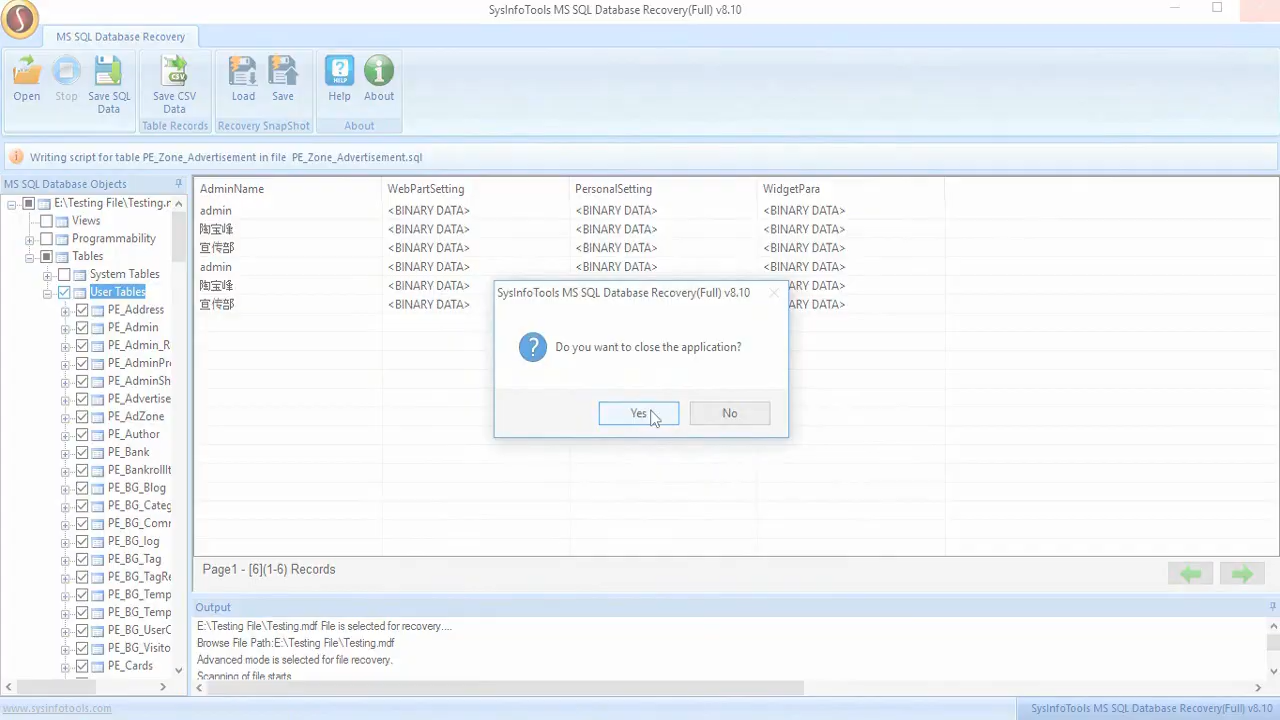 SysInfoTools MS SQL Database Recovery(Full) v8.10
MS SQL Database Recovery
Open
Stop
Save SQL
Data
Save CSV
Data
Load
Save
Help
About
Table Records
Recovery SnapShot
About
Writing script for table PE_Zone_Advertisement in file PE_Zone_Advertisement.sql
MS SQL Database Objects
E:\Testing File\Testing.r
Views
Programmability
Tables
System Tables
User Tables
PE_Address
PE_Admin
PE_Admin_R
PE_AdminPr
PE_AdminSh
PE_Advertise
PE_AdZone
PE_Author
PE_Bank
PE_BankrollIt
PE_BG_Blog
PE_BG_Categ
PE_BG_Comr
PE_BG_log
PE_BG_Tag
PE_BG_TagRe
PE_BG_Temp
PE_BG_Temp
PE_BG_UserC
PE_BG_Visito
PE_Cards
AdminName WebPartSetting PersonalSetting WidgetPara
admin <BINARY DATA> <BINARY DATA> <BINARY DATA>
陶宝峰 <BINARY DATA> <BINARY DATA> <BINARY DATA>
宣传部 <BINARY DATA> <BINARY DATA> <BINARY DATA>
admin <BINARY DATA> <BINARY DATA> <BINARY DATA>
陶宝峰 <BINARY DATA>
宣传部 <BINARY DATA>
SysInfoTools MS SQL Database Recovery(Full) v8.10
Do you want to close the application?
Yes
No
Page1 - [6](1-6) Records
Output
E:\Testing File\Testing.mdf File is selected for recovery....
Browse File Path:E:\Testing File\Testing.mdf
Advanced mode is selected for file recovery.
Scanning of file starts
www.sysinfotools.com
SysInfoTools MS SQL Database Recovery(Full) v8.10